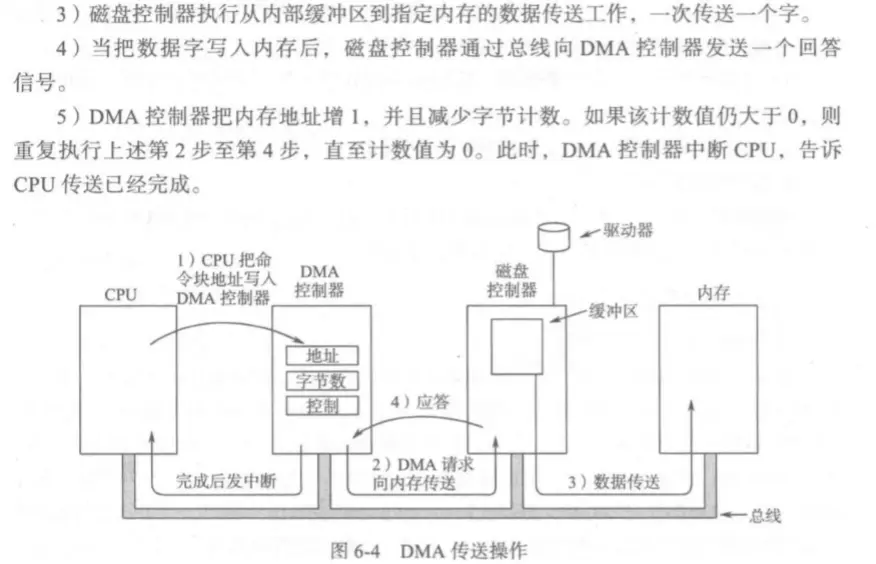 3）磁盘控制器执行从内部缓冲区到指定内存的数据传送工作，一次传送一个字。
4）当把数据字写入内存后，磁盘控制器通过总线向 DMA 控制器发送一个回答
信号。
5）DMA 控制器把内存地址增 1，并且减少字节计数。如果该计数值仍大于 0，则
重复执行上述第 2 步至第 4 步，直至计数值为 0。此时，DMA 控制器中断 CPU，告诉
CPU 传送已经完成。
驱动器
1）CPU 把命
令块地址写入
DMA 控制器
CPU
DMA
控制器
磁盘
控制器
内存
缓冲区
地址
字节数
控制
4）应答
完成后发中断
2）DMA 请求
向内存传送
3）数据传送
总线
图 6-4 DMA 传送操作